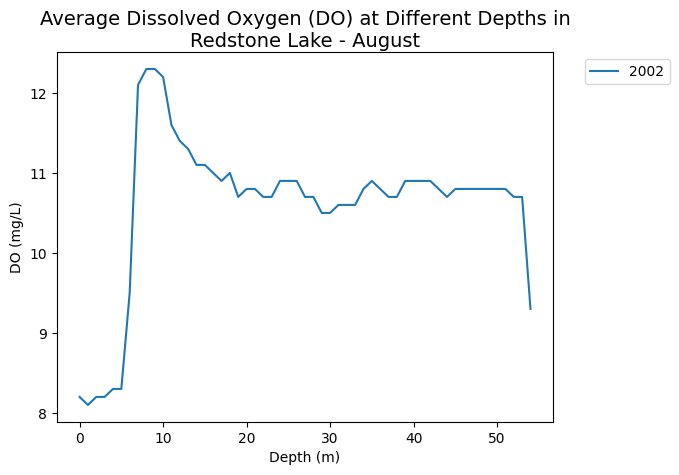 Average Dissolved Oxygen (DO) at Different Depths in
Redstone Lake - August
2002
12
11
10
9
8
DO (mg/L)
0 10 20 30 40 50
Depth (m)